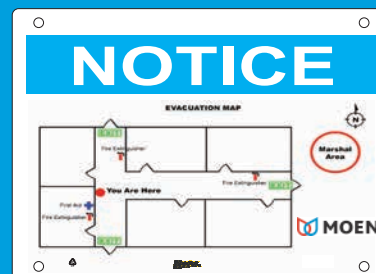 NOTICE
EVACUATION MAP
EXIT
Fire Extinguisher
N
Marshal
Area
Fire Extinguisher
EXIT
You Are Here
First Aid
Fire Extinguisher
MOEN
EXIT